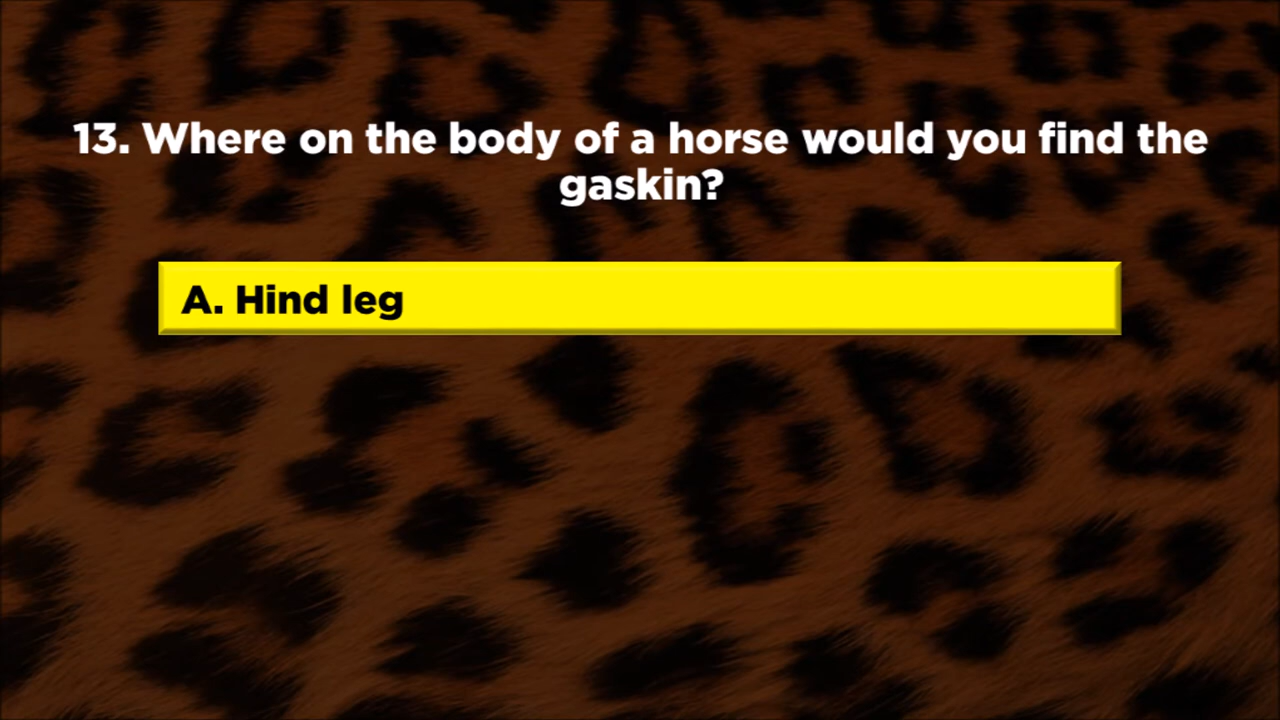 13. Where on the body of a horse would you find the
gaskin?
A. Hind leg